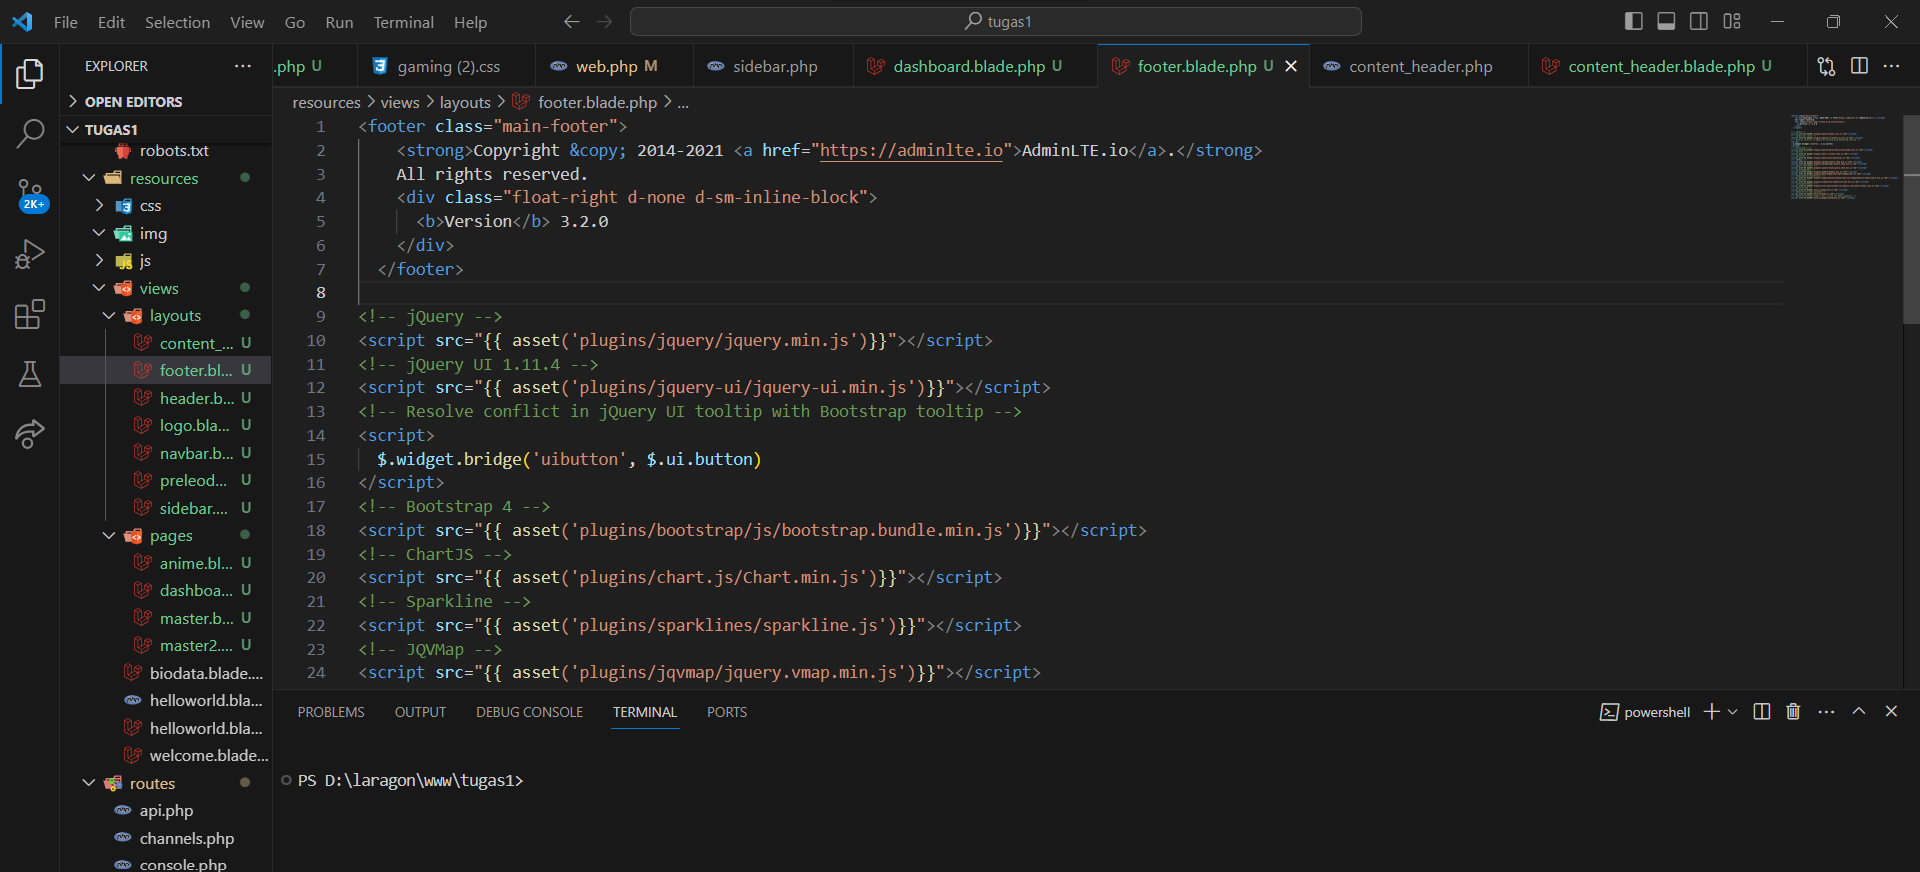 File Edit Selection View Go Run Terminal Help
tugas1
EXPLORER
.php U
gaming (2).css
web.php M
sidebar.php
dashboard.blade.php U
footer.blade.php U
content_header.php
content_header.blade.php U
OPEN EDITORS
TUGAS1
robots.txt
resources
css
img
js
views
layouts
content_... U
footer.bl... U
header.b... U
logo.bla... U
navbar.b... U
preleod... U
sidebar.... U
pages
anime.bl... U
dashboa... U
master.b... U
master2.... U
biodata.blade....
helloworld.bla...
helloworld.bla...
welcome.blade...
routes
api.php
channels.php
console.php
2K+
resources > views > layouts > footer.blade.php > ...
1 <footer class="main-footer">
2 <strong>Copyright &copy; 2014-2021 <a href="https://adminlte.io">AdminLTE.io</a>.</strong>
3 All rights reserved.
4 <div class="float-right d-none d-sm-inline-block">
5 <b>Version</b> 3.2.0
6 </div>
7 </footer>
8
9 <!-- jQuery -->
10 <script src="{{ asset('plugins/jquery/jquery.min.js')}}"></script>
11 <!-- jQuery UI 1.11.4 -->
12 <script src="{{ asset('plugins/jquery-ui/jquery-ui.min.js')}}"></script>
13 <!-- Resolve conflict in jQuery UI tooltip with Bootstrap tooltip -->
14 <script>
15 $.widget.bridge('uibutton', $.ui.button)
16 </script>
17 <!-- Bootstrap 4 -->
18 <script src="{{ asset('plugins/bootstrap/js/bootstrap.bundle.min.js')}}"></script>
19 <!-- ChartJS -->
20 <script src="{{ asset('plugins/chart.js/Chart.min.js')}}"></script>
21 <!-- Sparkline -->
22 <script src="{{ asset('plugins/sparklines/sparkline.js')}}"></script>
23 <!-- JQVMap -->
24 <script src="{{ asset('plugins/jqvmap/jquery.vmap.min.js')}}"></script>
PROBLEMS OUTPUT DEBUG CONSOLE TERMINAL PORTS
powershell
PS D:\laragon\www\tugas1>